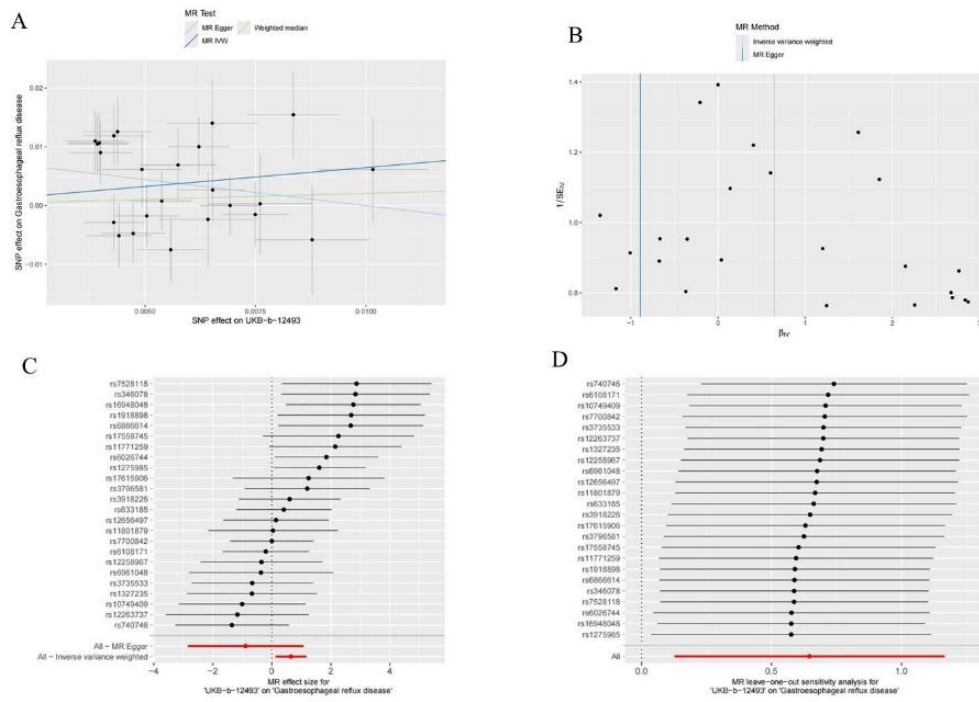 A
MR Test
MR Egger
Weighted median
MR IVW
SNP effect on Gastroesophageal reflux disease
0.02
0.01
0.00
-0.01
0.0050
0.0075
0.0100
SNP effect on UKB-b-12493
B
MR Method
Inverse variance weighted
MR Egger
1/SEIV
1.4
1.2
1.0
0.8
-1
0
1
2
3
βIV
C
rs7528118
rs346078
rs16948048
rs1918898
rs6866614
rs17558745
rs11771259
rs6026744
rs1275985
rs17615906
rs3796581
rs3918226
rs633185
rs12656497
rs11801879
rs7700842
rs6108171
rs12258967
rs6961048
rs3735533
rs1327235
rs10749409
rs12263737
rs740746
All - MR Egger
All - Inverse variance weighted
-4
-2
0
2
4
MR effect size for
'UKB-b-12493' on 'Gastroesophageal reflux disease'
D
rs740746
rs6108171
rs10749409
rs7700842
rs3735533
rs12263737
rs1327235
rs12258967
rs6961048
rs12656497
rs11801879
rs633185
rs3918226
rs17615906
rs3796581
rs17558745
rs11771259
rs1918898
rs6866614
rs346078
rs7528118
rs6026744
rs16948048
rs1275985
All
0.0
0.5
1.0
MR leave-one-out sensitivity analysis for
'UKB-b-12493' on 'Gastroesophageal reflux disease'